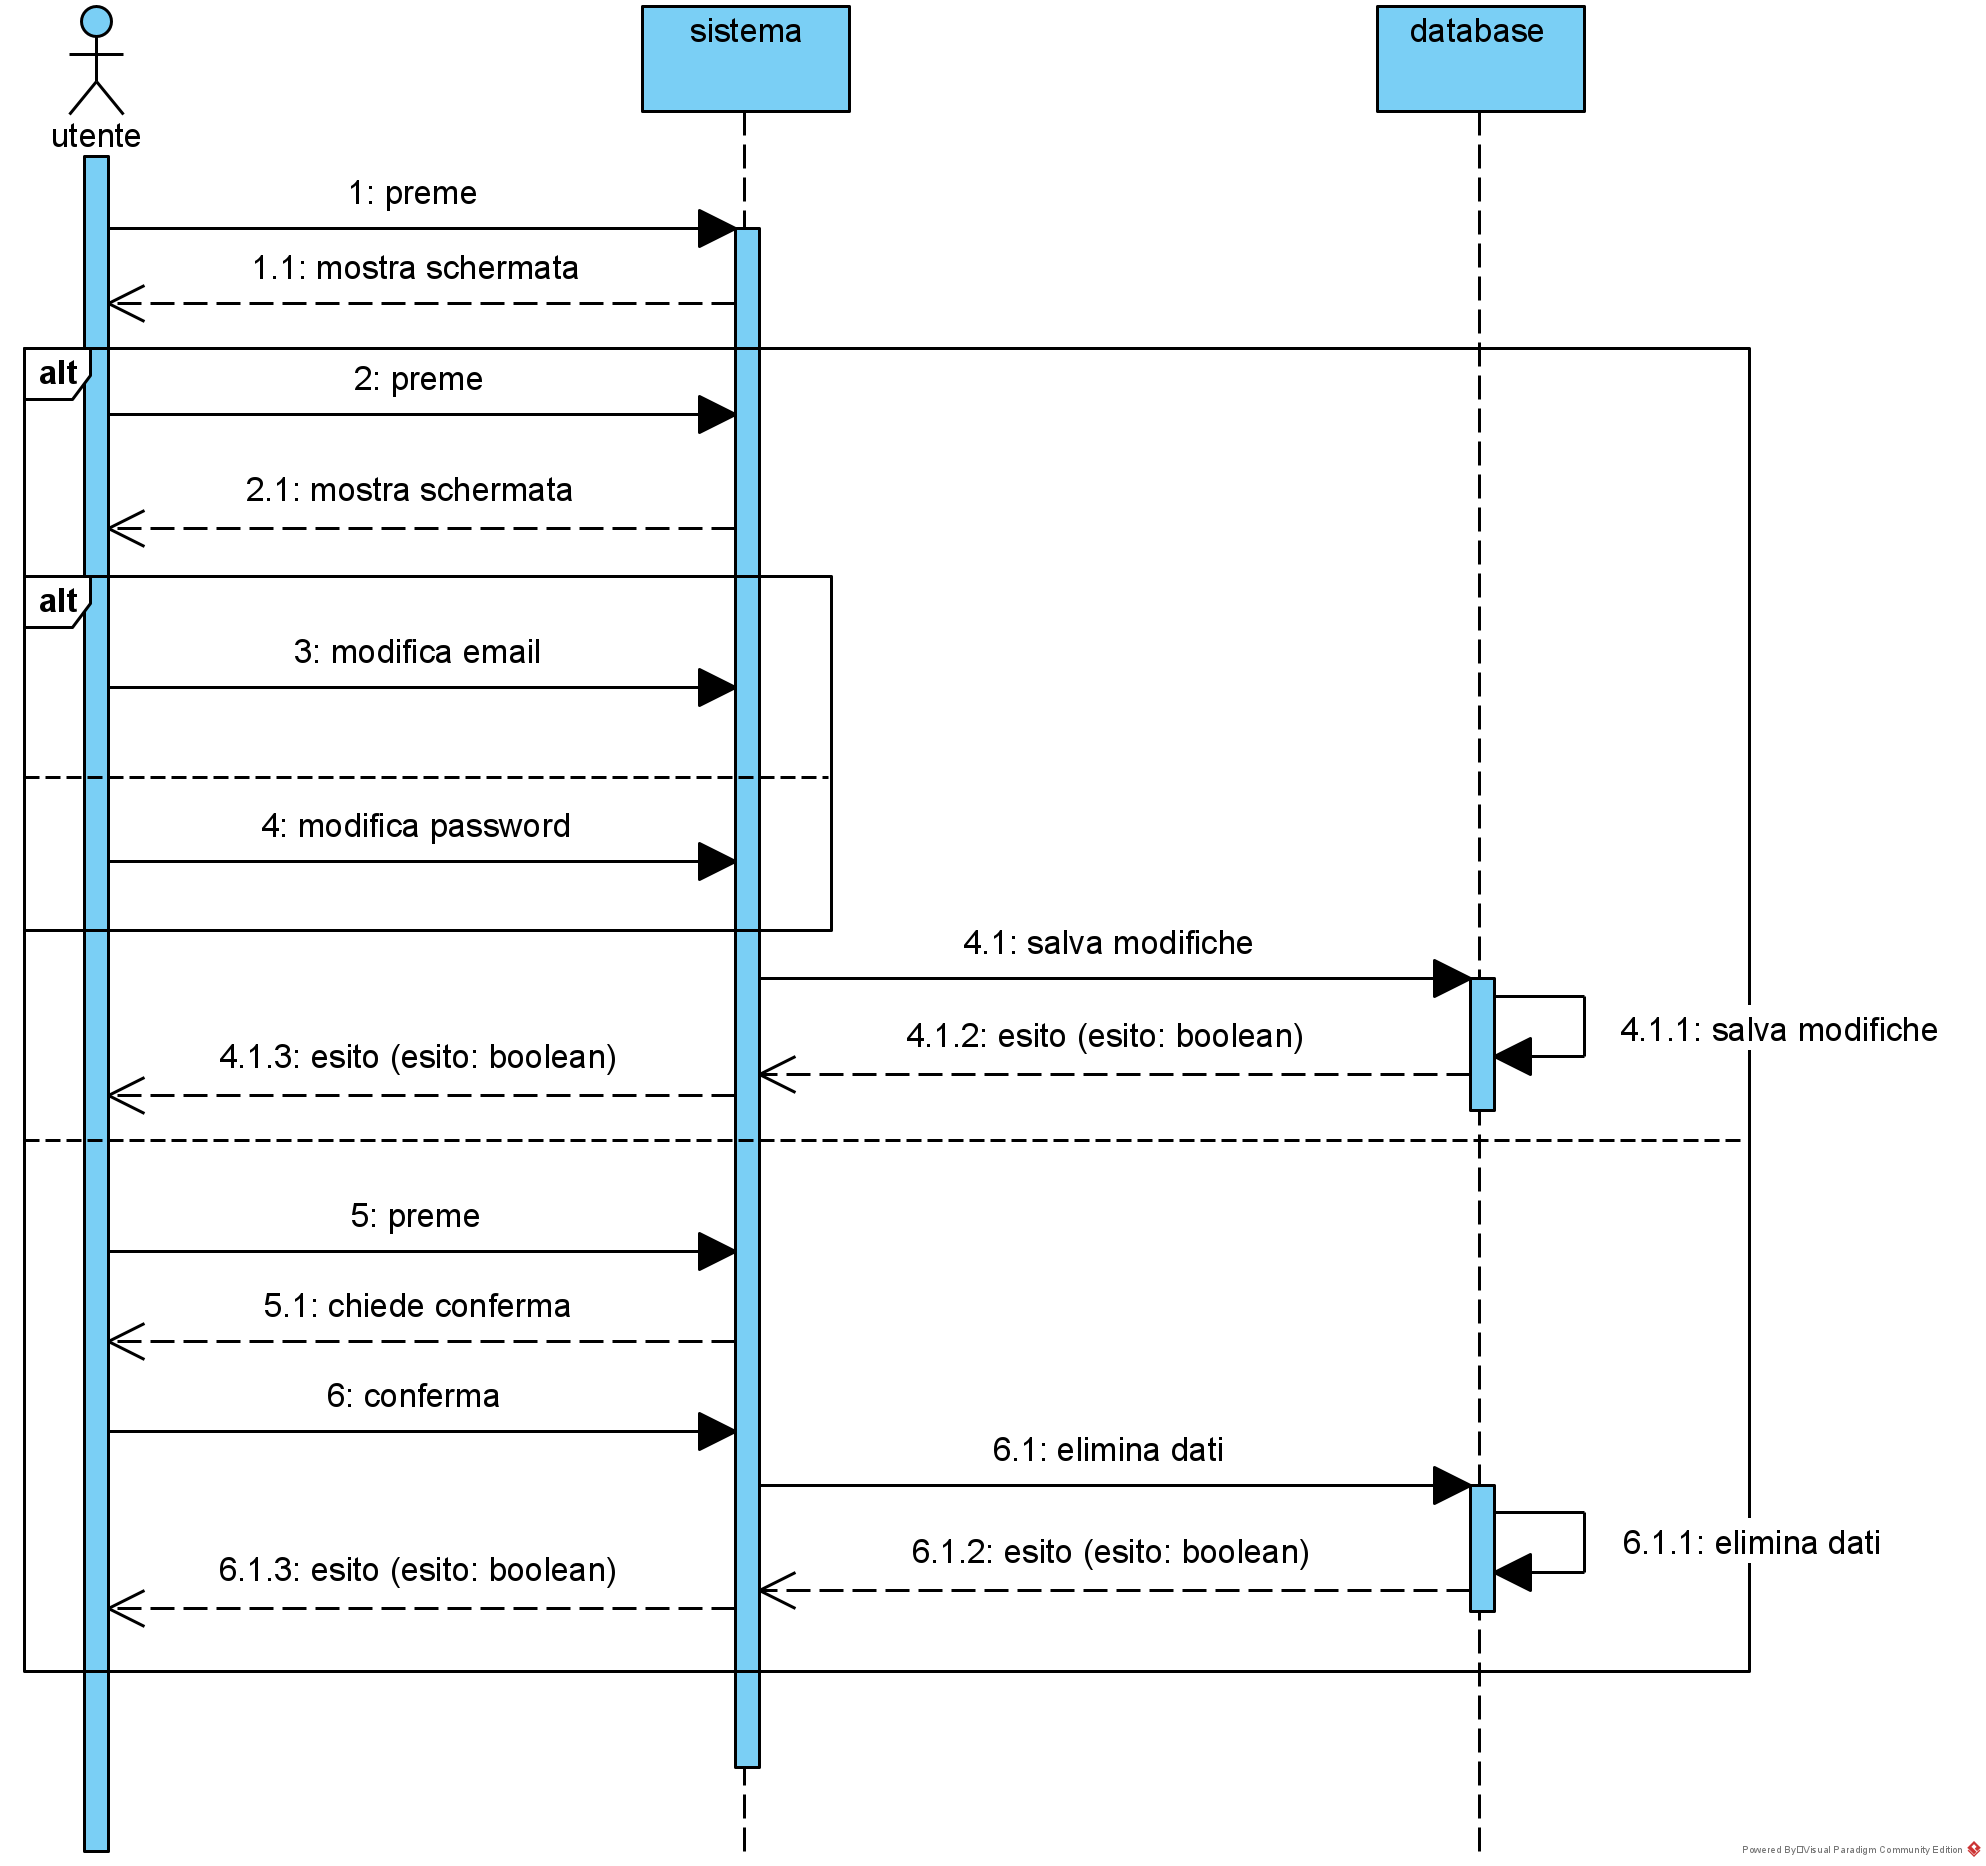 sistema
database
utente
1: preme
1.1: mostra schermata
alt
2: preme
2.1: mostra schermata
alt
3: modifica email
4: modifica password
4.1: salva modifiche
4.1.1: salva modifiche
4.1.2: esito (esito: boolean)
4.1.3: esito (esito: boolean)
5: preme
5.1: chiede conferma
6: conferma
6.1: elimina dati
6.1.1: elimina dati
6.1.2: esito (esito: boolean)
6.1.3: esito (esito: boolean)
Powered By Visual Paradigm Community Edition